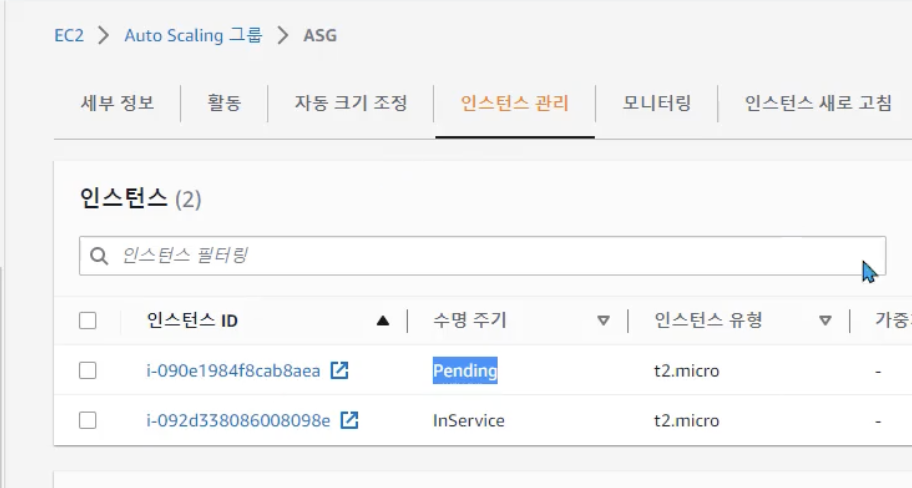 EC2 > Auto Scaling 그룹 > ASG
세부 정보 활동 자동 크기 조정 인스턴스 관리 모니터링 인스턴스 새로 고침
인스턴스 (2)
인스턴스 필터링
인스턴스 ID 수명 주기 인스턴스 유형
i-090e1984f8cab8aea Pending t2.micro -
i-092d338086008098e InService t2.micro -